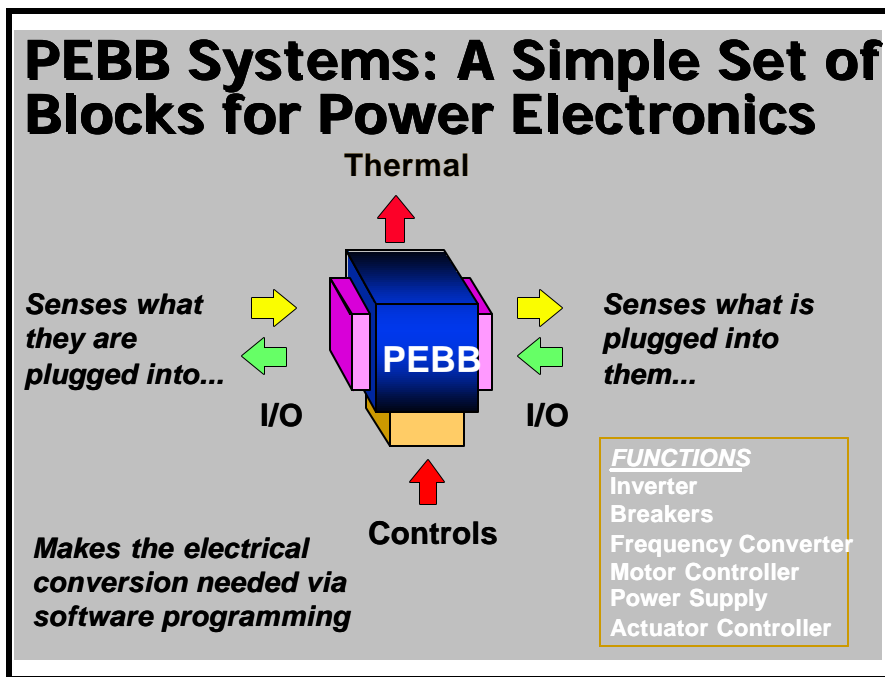 PEBB Systems: A Simple Set of
Blocks for Power Electronics
Thermal
Senses what
they are
plugged into...
I/O
PEBB
Senses what is
plugged into
them...
I/O
Controls
Makes the electrical
conversion needed via
software programming
FUNCTIONS
Inverter
Breakers
Frequency Converter
Motor Controller
Power Supply
Actuator Controller